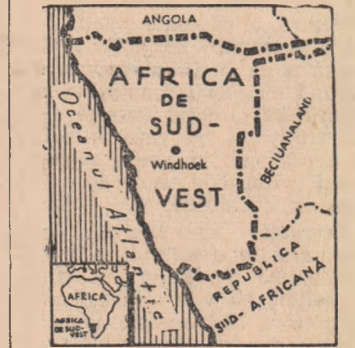 ANGOLA
AFRICA
DE
SUD-
Windhoek
VEST
BECIUANALAND
Oceanul Atlantic
REPUBLICA
SUD-AFRICANĂ
AFRICA
AFRICA
DE SUD-
VEST